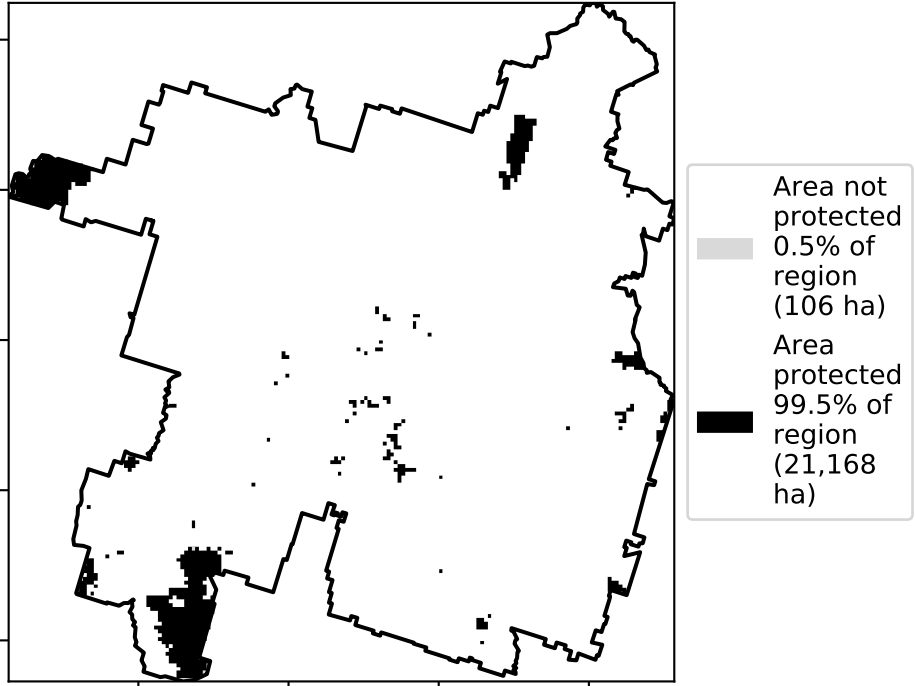 Area not
protected
0.5% of
region
(106 ha)
Area
protected
99.5% of
region
(21,168
ha)